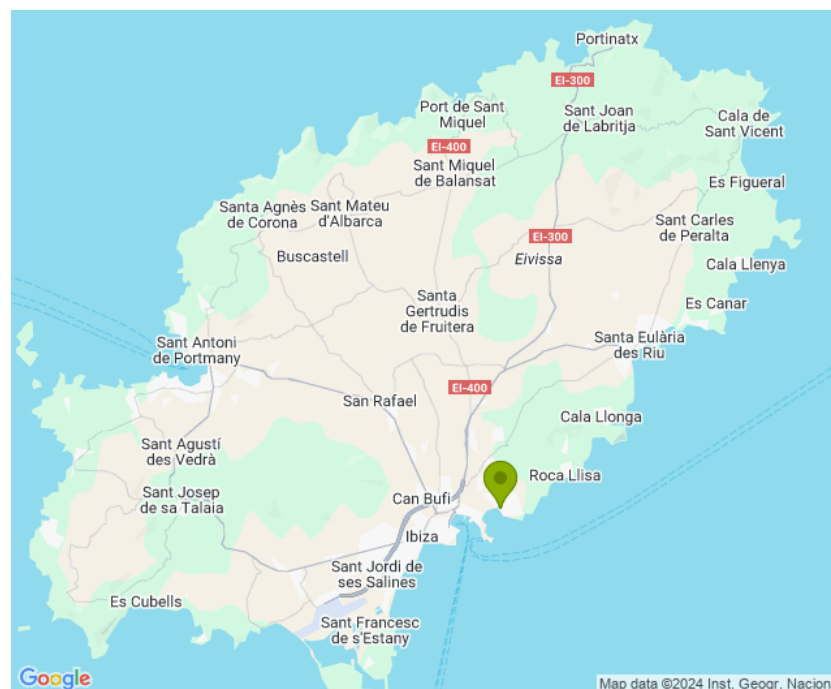 Portinatx
EI-300
Port de Sant
Miquel
Sant Joan
de Labritja
Cala de
Sant Vicent
EI-400
Sant Miquel
de Balansat
Es Figueral
Santa Agnès
de Corona
Sant Mateu
d'Albarca
Sant Carles
de Peralta
EI-300
Buscastell
Eivissa
Cala Llenya
Santa
Gertrudis
de Fruitera
Es Canar
Sant Antoni
de Portmany
Santa Eulària
des Riu
EI-400
San Rafael
Cala Llonga
Sant Agustí
des Vedrà
Roca Llisa
Sant Josep
de sa Talaia
Can Bufi
Ibiza
Sant Jordi de
ses Salines
Es Cubells
Sant Francesc
de s'Estany
Google
Map data ©2024 Inst. Geogr. Nacion